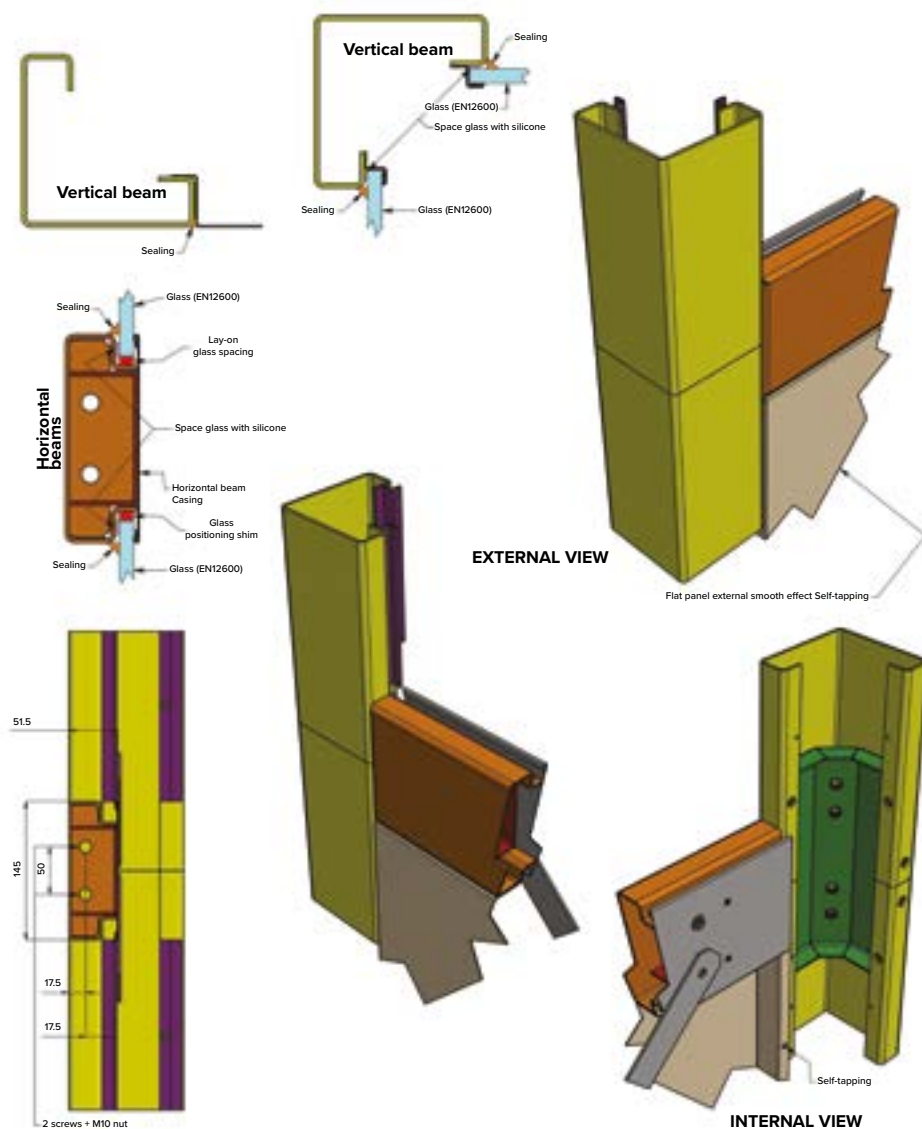 Vertical beam
Sealing
Glass (EN12600)
Space glass with silicone
Sealing
Glass (EN12600)
Vertical beam
Sealing
Glass (EN12600)
Sealing
Lay-on
glass spacing
Horizontal
beams
Space glass with silicone
Horizontal beam
Casing
Glass
positioning shim
Sealing
Glass (EN12600)
EXTERNAL VIEW
Flat panel external smooth effect Self-tapping
51.5
145
50
17.5
17.5
2 screws + M10 nut
Self-tapping
INTERNAL VIEW